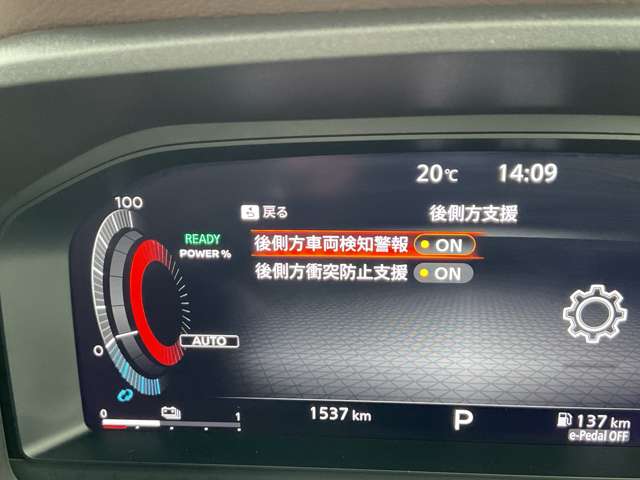 20℃ 14:09
戻る 後側方支援
100
READY
POWER %
後側方車両検知警報 ON
後側方衝突防止支援 ON
AUTO
0
0 1
1537 km P 137 km
e-Pedal OFF